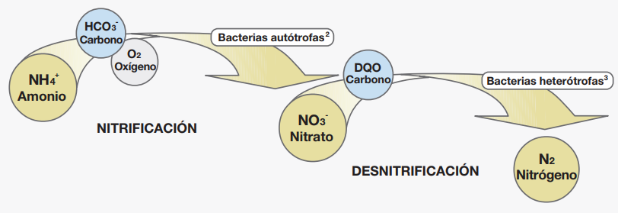 HCO₃⁻
Carbono
Bacterias autótrofas²
O₂
Oxígeno
NH₄⁺
Amonio
NITRIFICACIÓN
DQO
Carbono
Bacterias heterótrofas³
NO₃⁻
Nitrato
DESNITRIFICACIÓN
N₂
Nitrógeno